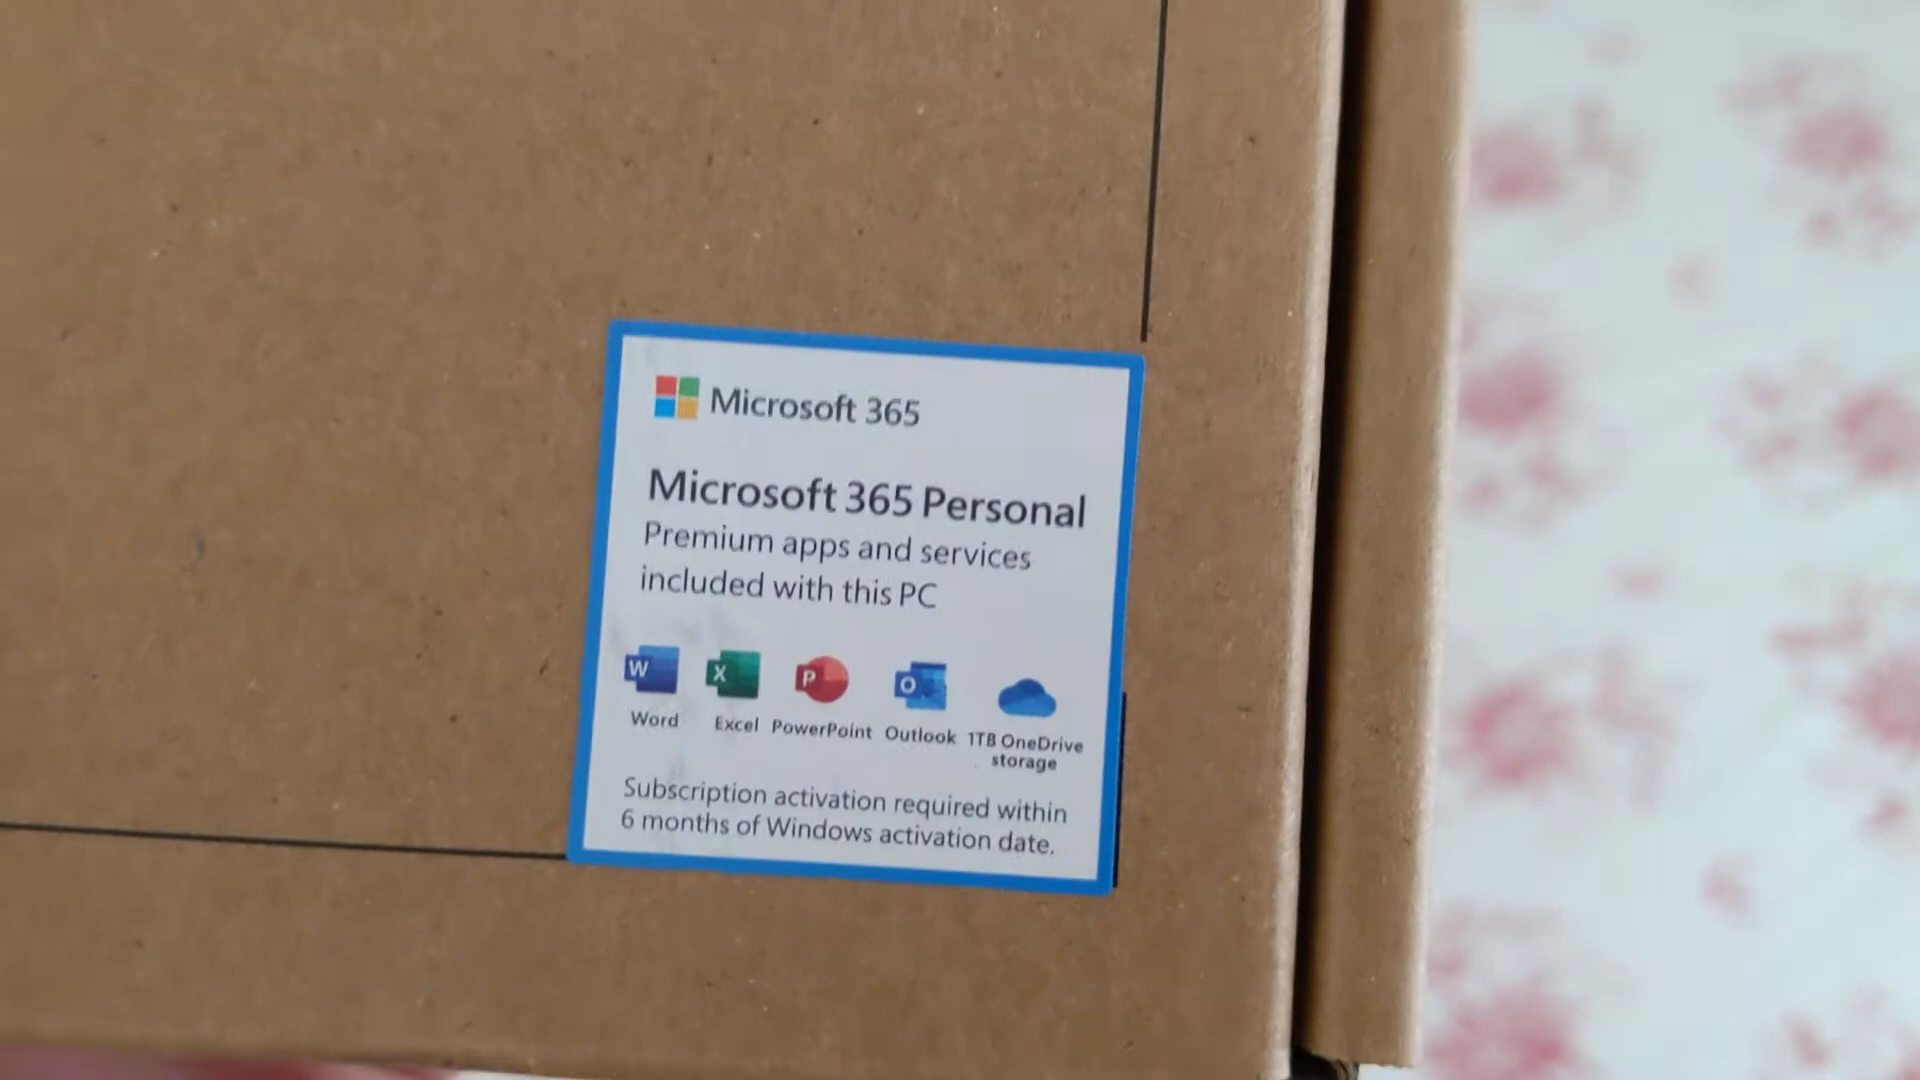 Microsoft 365
Microsoft 365 Personal
Premium apps and services
included with this PC
W X P O
Word Excel PowerPoint Outlook 1TB OneDrive
storage
Subscription activation required within
6 months of Windows activation date.